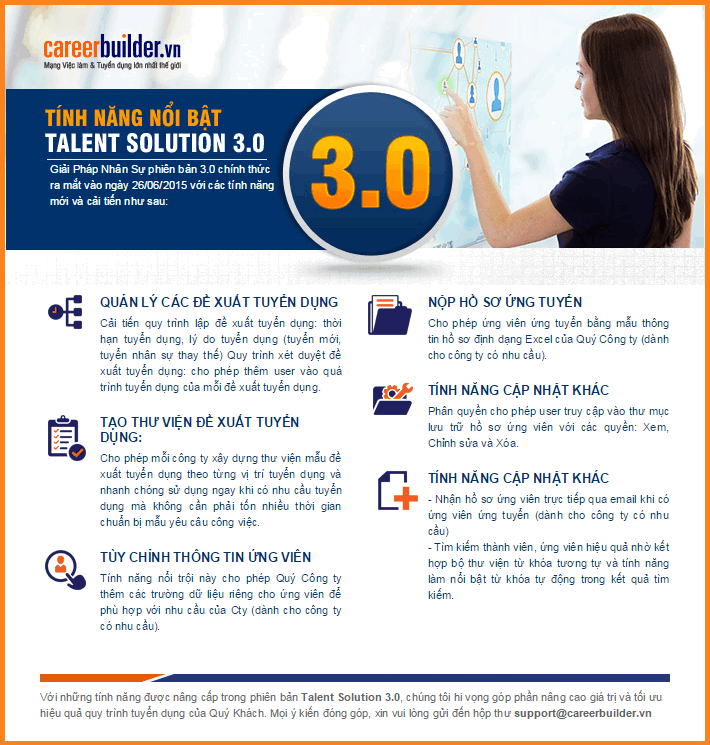 careerbuilder.vn
Mạng Việc làm & Tuyển dụng lớn nhất thế giới
TÍNH NĂNG NỔI BẬT
TALENT SOLUTION 3.0
Giải Pháp Nhân Sự phiên bản 3.0 chính thức
ra mắt vào ngày 26/06/2015 với các tính năng
mới và cải tiến như sau:
3.0
QUẢN LÝ CÁC ĐỀ XUẤT TUYỂN DỤNG
Cải tiến quy trình lập đề xuất tuyển dụng: thời
hạn tuyển dụng, lý do tuyển dụng (tuyển mới,
tuyển nhân sự thay thế) Quy trình xét duyệt đề
xuất tuyển dụng: cho phép thêm user vào quá
trình tuyển dụng của mỗi đề xuất tuyển dụng.
TẠO THƯ VIỆN ĐỀ XUẤT TUYỂN
DỤNG:
Cho phép mỗi công ty xây dựng thư viện mẫu đề
xuất tuyển dụng theo từng vị trí tuyển dụng và
nhanh chóng sử dụng ngay khi có nhu cầu tuyển
dụng mà không cần phải tốn nhiều thời gian
chuẩn bị mẫu yêu cầu công việc.
TÙY CHỈNH THÔNG TIN ỨNG VIÊN
Tính năng nổi trội này cho phép Quý Công ty
thêm các trường dữ liệu riêng cho ứng viên để
phù hợp với nhu cầu của Cty (dành cho công ty
có nhu cầu).
NỘP HỒ SƠ ỨNG TUYỂN
Cho phép ứng viên ứng tuyển bằng mẫu thông
tin hồ sơ định dạng Excel của Quý Công ty (dành
cho công ty có nhu cầu).
TÍNH NĂNG CẬP NHẬT KHÁC
Phân quyền cho phép user truy cập vào thư mục
lưu trữ hồ sơ ứng viên với các quyền: Xem,
Chỉnh sửa và Xóa.
TÍNH NĂNG CẬP NHẬT KHÁC
- Nhận hồ sơ ứng viên trực tiếp qua email khi có
ứng viên ứng tuyển (dành cho công ty có nhu
cầu)
- Tìm kiếm thành viên, ứng viên hiệu quả nhờ kết
hợp bộ thư viện từ khóa tương tự và tính năng
làm nổi bật từ khóa tự động trong kết quả tìm
kiếm.
Với những tính năng được nâng cấp trong phiên bản Talent Solution 3.0, chúng tôi hi vọng góp phần nâng cao giá trị và tối ưu
hiệu quả quy trình tuyển dụng của Quý Khách. Mọi ý kiến đóng góp, xin vui lòng gửi đến hộp thư support@careerbuilder.vn